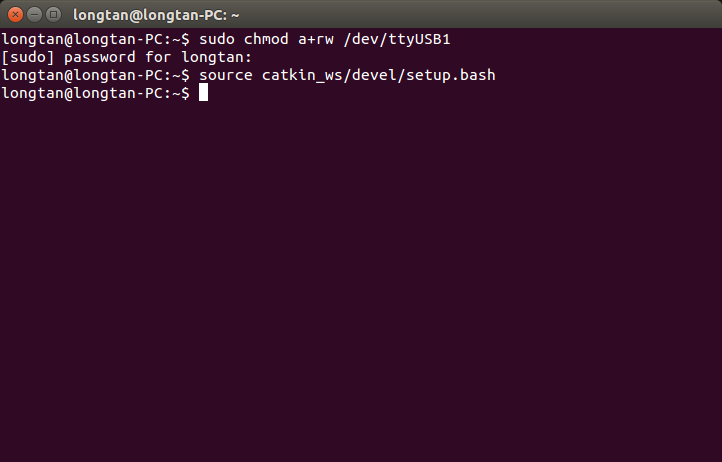 longtan@longtan-PC: ~
longtan@longtan-PC:~$ sudo chmod a+rw /dev/ttyUSB1
[sudo] password for longtan:
longtan@longtan-PC:~$ source catkin_ws/devel/setup.bash
longtan@longtan-PC:~$